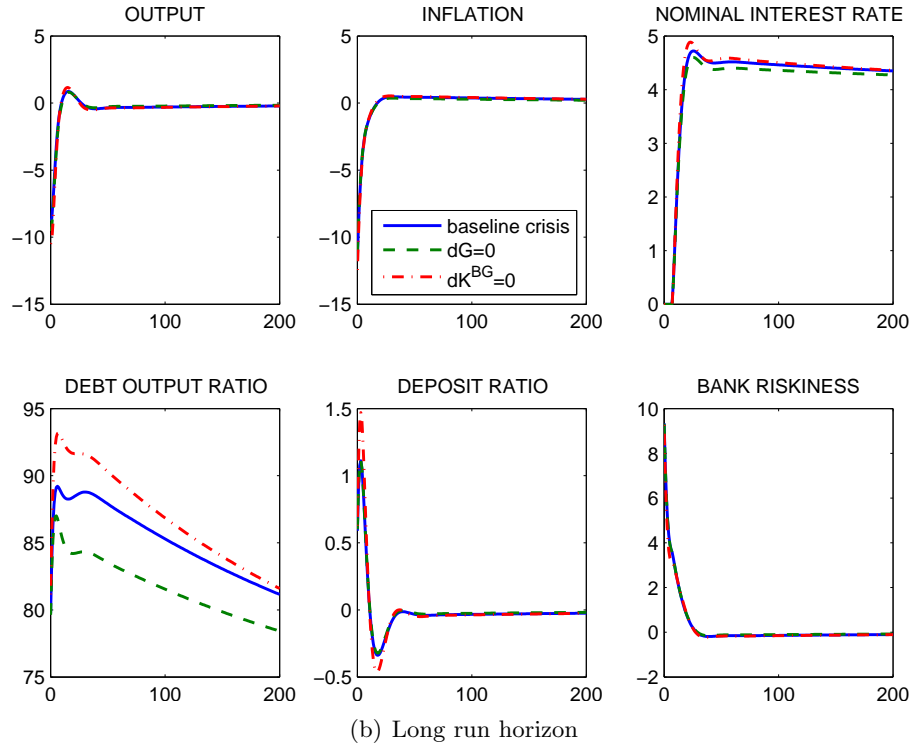 OUTPUT
INFLATION
NOMINAL INTEREST RATE
5
0
−5
−10
−15
0 100 200
5
0
−5
−10
−15
0 100 200
baseline crisis
dG=0
dK^BG=0
5
4
3
2
1
0
0 100 200
DEBT OUTPUT RATIO
DEPOSIT RATIO
BANK RISKINESS
95
90
85
80
75
0 100 200
1.5
1
0.5
0
−0.5
0 100 200
10
8
6
4
2
0
−2
0 100 200
(b) Long run horizon